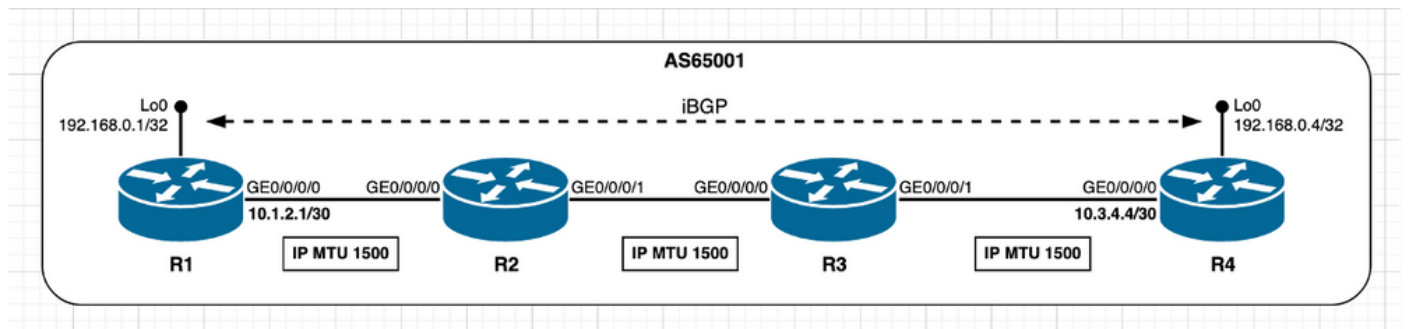 AS65001
iBGP
Lo0
192.168.0.1/32
Lo0
192.168.0.4/32
GE0/0/0/0
GE0/0/0/0
GE0/0/0/1
GE0/0/0/0
GE0/0/0/1
GE0/0/0/0
10.1.2.1/30
10.3.4.4/30
IP MTU 1500
IP MTU 1500
IP MTU 1500
R1
R2
R3
R4